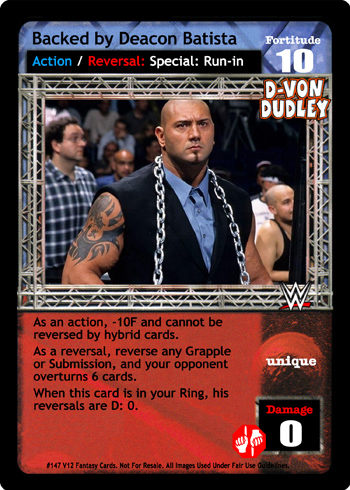 Backed by Deacon Batista
Fortitude
10
Action / Reversal: Special: Run-in
D-VON
DUDLEY
W
As an action, -10F and cannot be
reversed by hybrid cards.
As a reversal, reverse any Grapple
or Submission, and your opponent
overturns 6 cards.
When this card is in your Ring, his
reversals are D: 0.
unique
Damage
0
#147 V12 Fantasy Cards. Not For Resale. All Images Used Under Fair Use Guidelines.